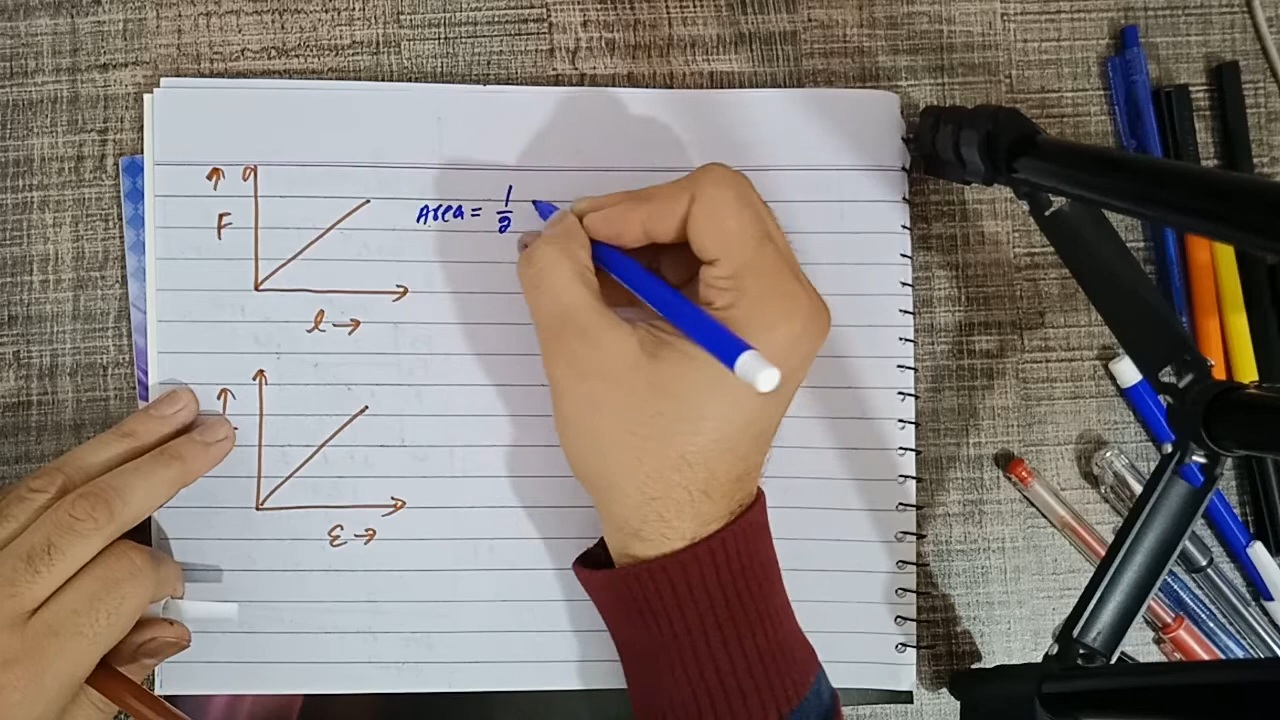 F
Area = 1/2
l →
ε →